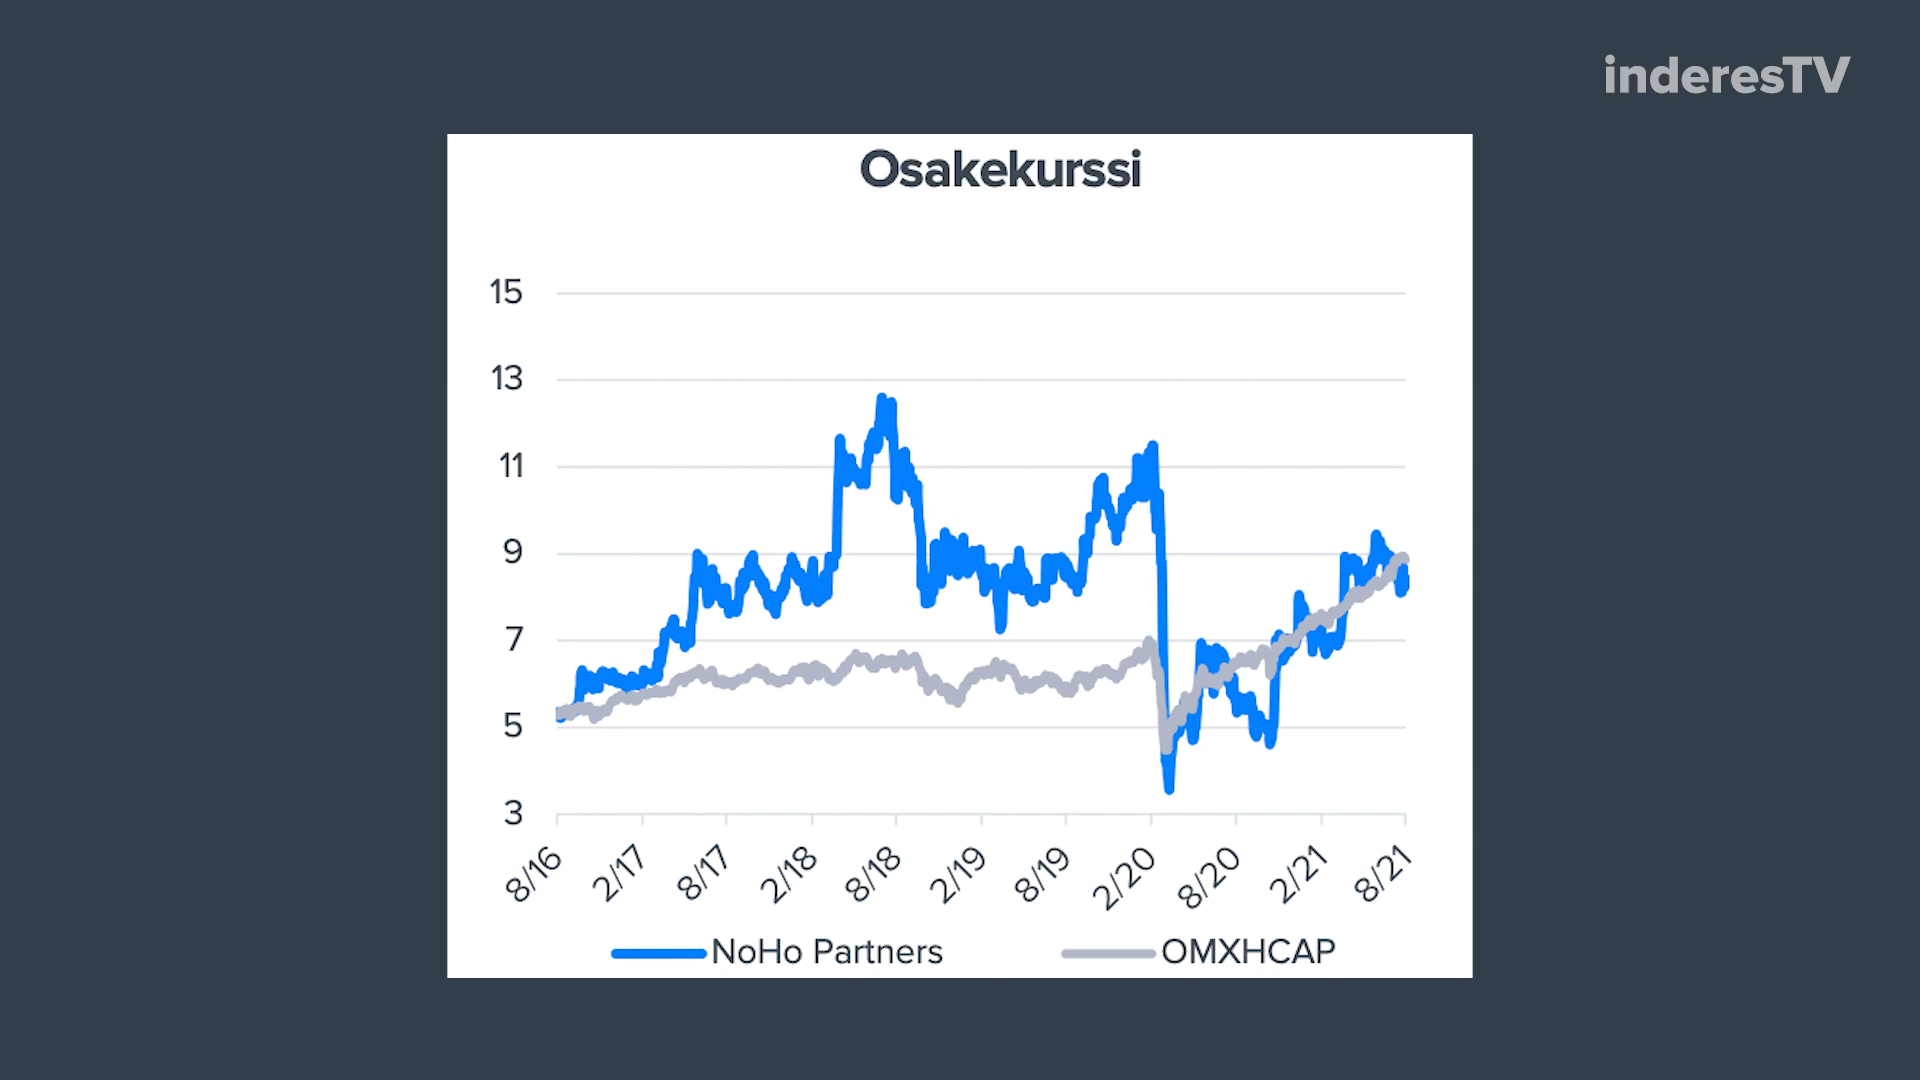 inderesTV
Osakekurssi
15
13
11
9
7
5
3
8/16 2/17 8/17 2/18 8/18 2/19 8/19 2/20 8/20 2/21 8/21
NoHo Partners OMXHCAP